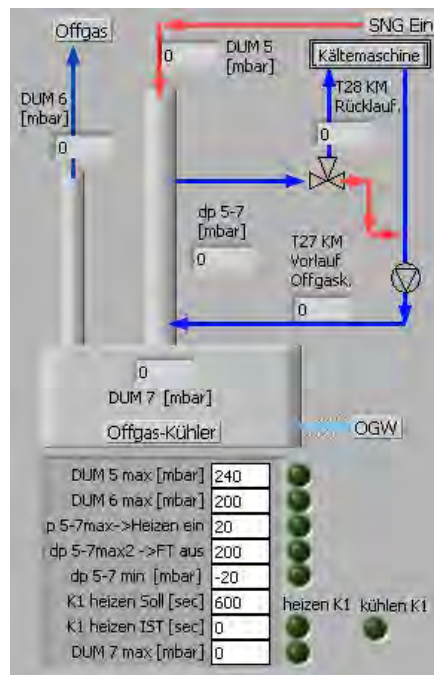 SNG Ein
Offgas
DUM 5
[mbar]
0
Kältemaschine
T28 KM
Rücklauf.
DUM 6
[mbar]
0
0
dp 5-7
[mbar]
0
T27 KM
Vorlauf
Offgask.
0
0
DUM 7 [mbar]
Offgas-Kühler
OGW
DUM 5 max [mbar] 240
DUM 6 max [mbar] 200
p 5-7max->Heizen ein 20
dp 5-7max2 ->FT aus 200
dp 5-7 min [mbar] -20
K1 heizen Soll [sec] 600 heizen K1 kühlen K1
K1 heizen IST [sec] 0
DUM 7 max [mbar] 0